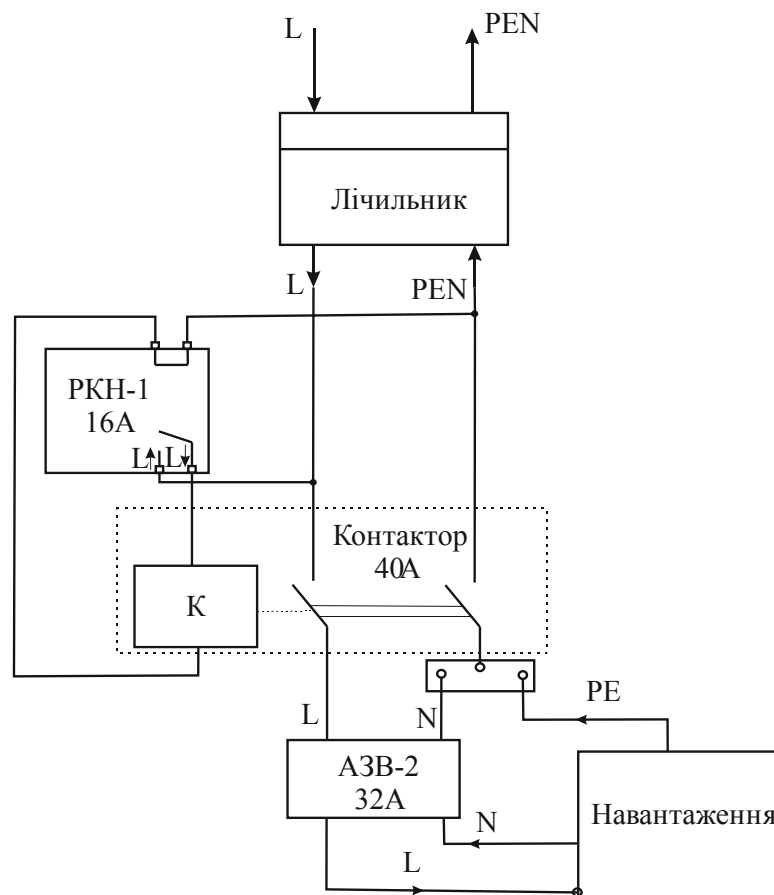 L
PEN
Лічильник
L
PEN
РКН-1
16А
L
L
Контактор
40А
К
PE
L
N
АЗВ-2
32А
Навантаження
N
L